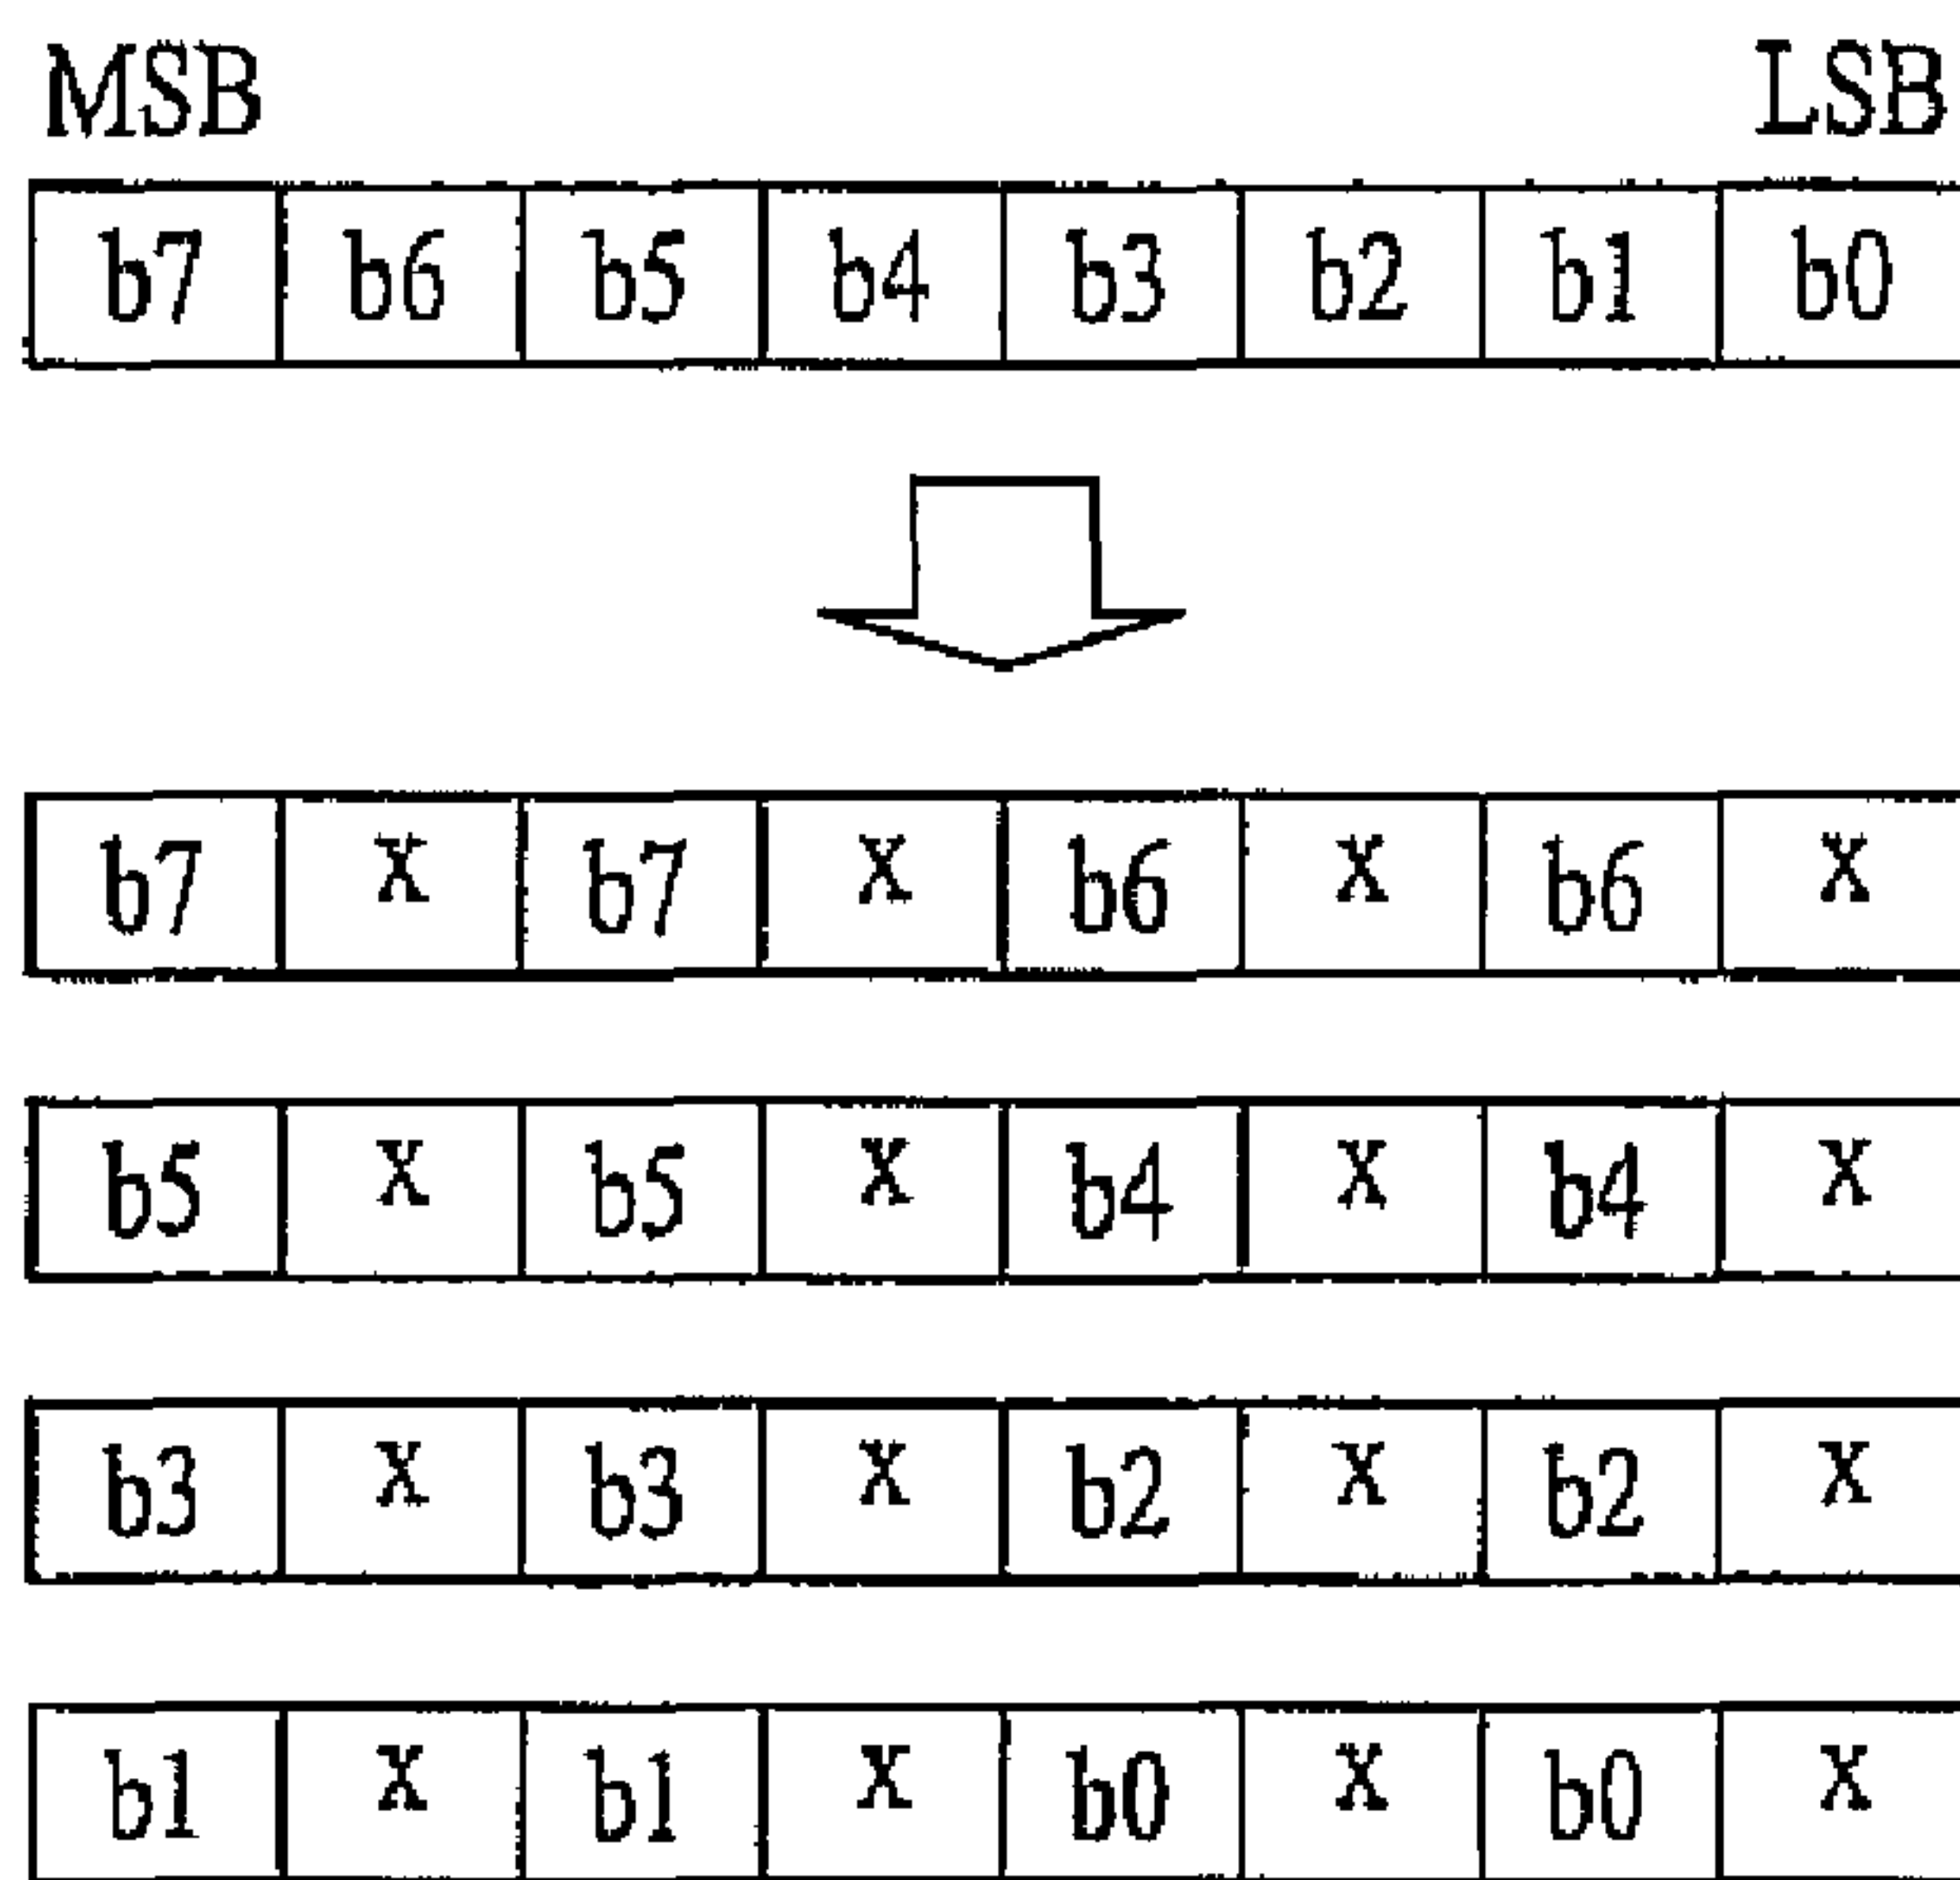 MSB LSB
b7 b6 b5 b4 b3 b2 b1 b0
b7 x b7 x b6 x b6 x
b5 x b5 x b4 x b4 x
b3 x b3 x b2 x b2 x
b1 x b1 x b0 x b0 x